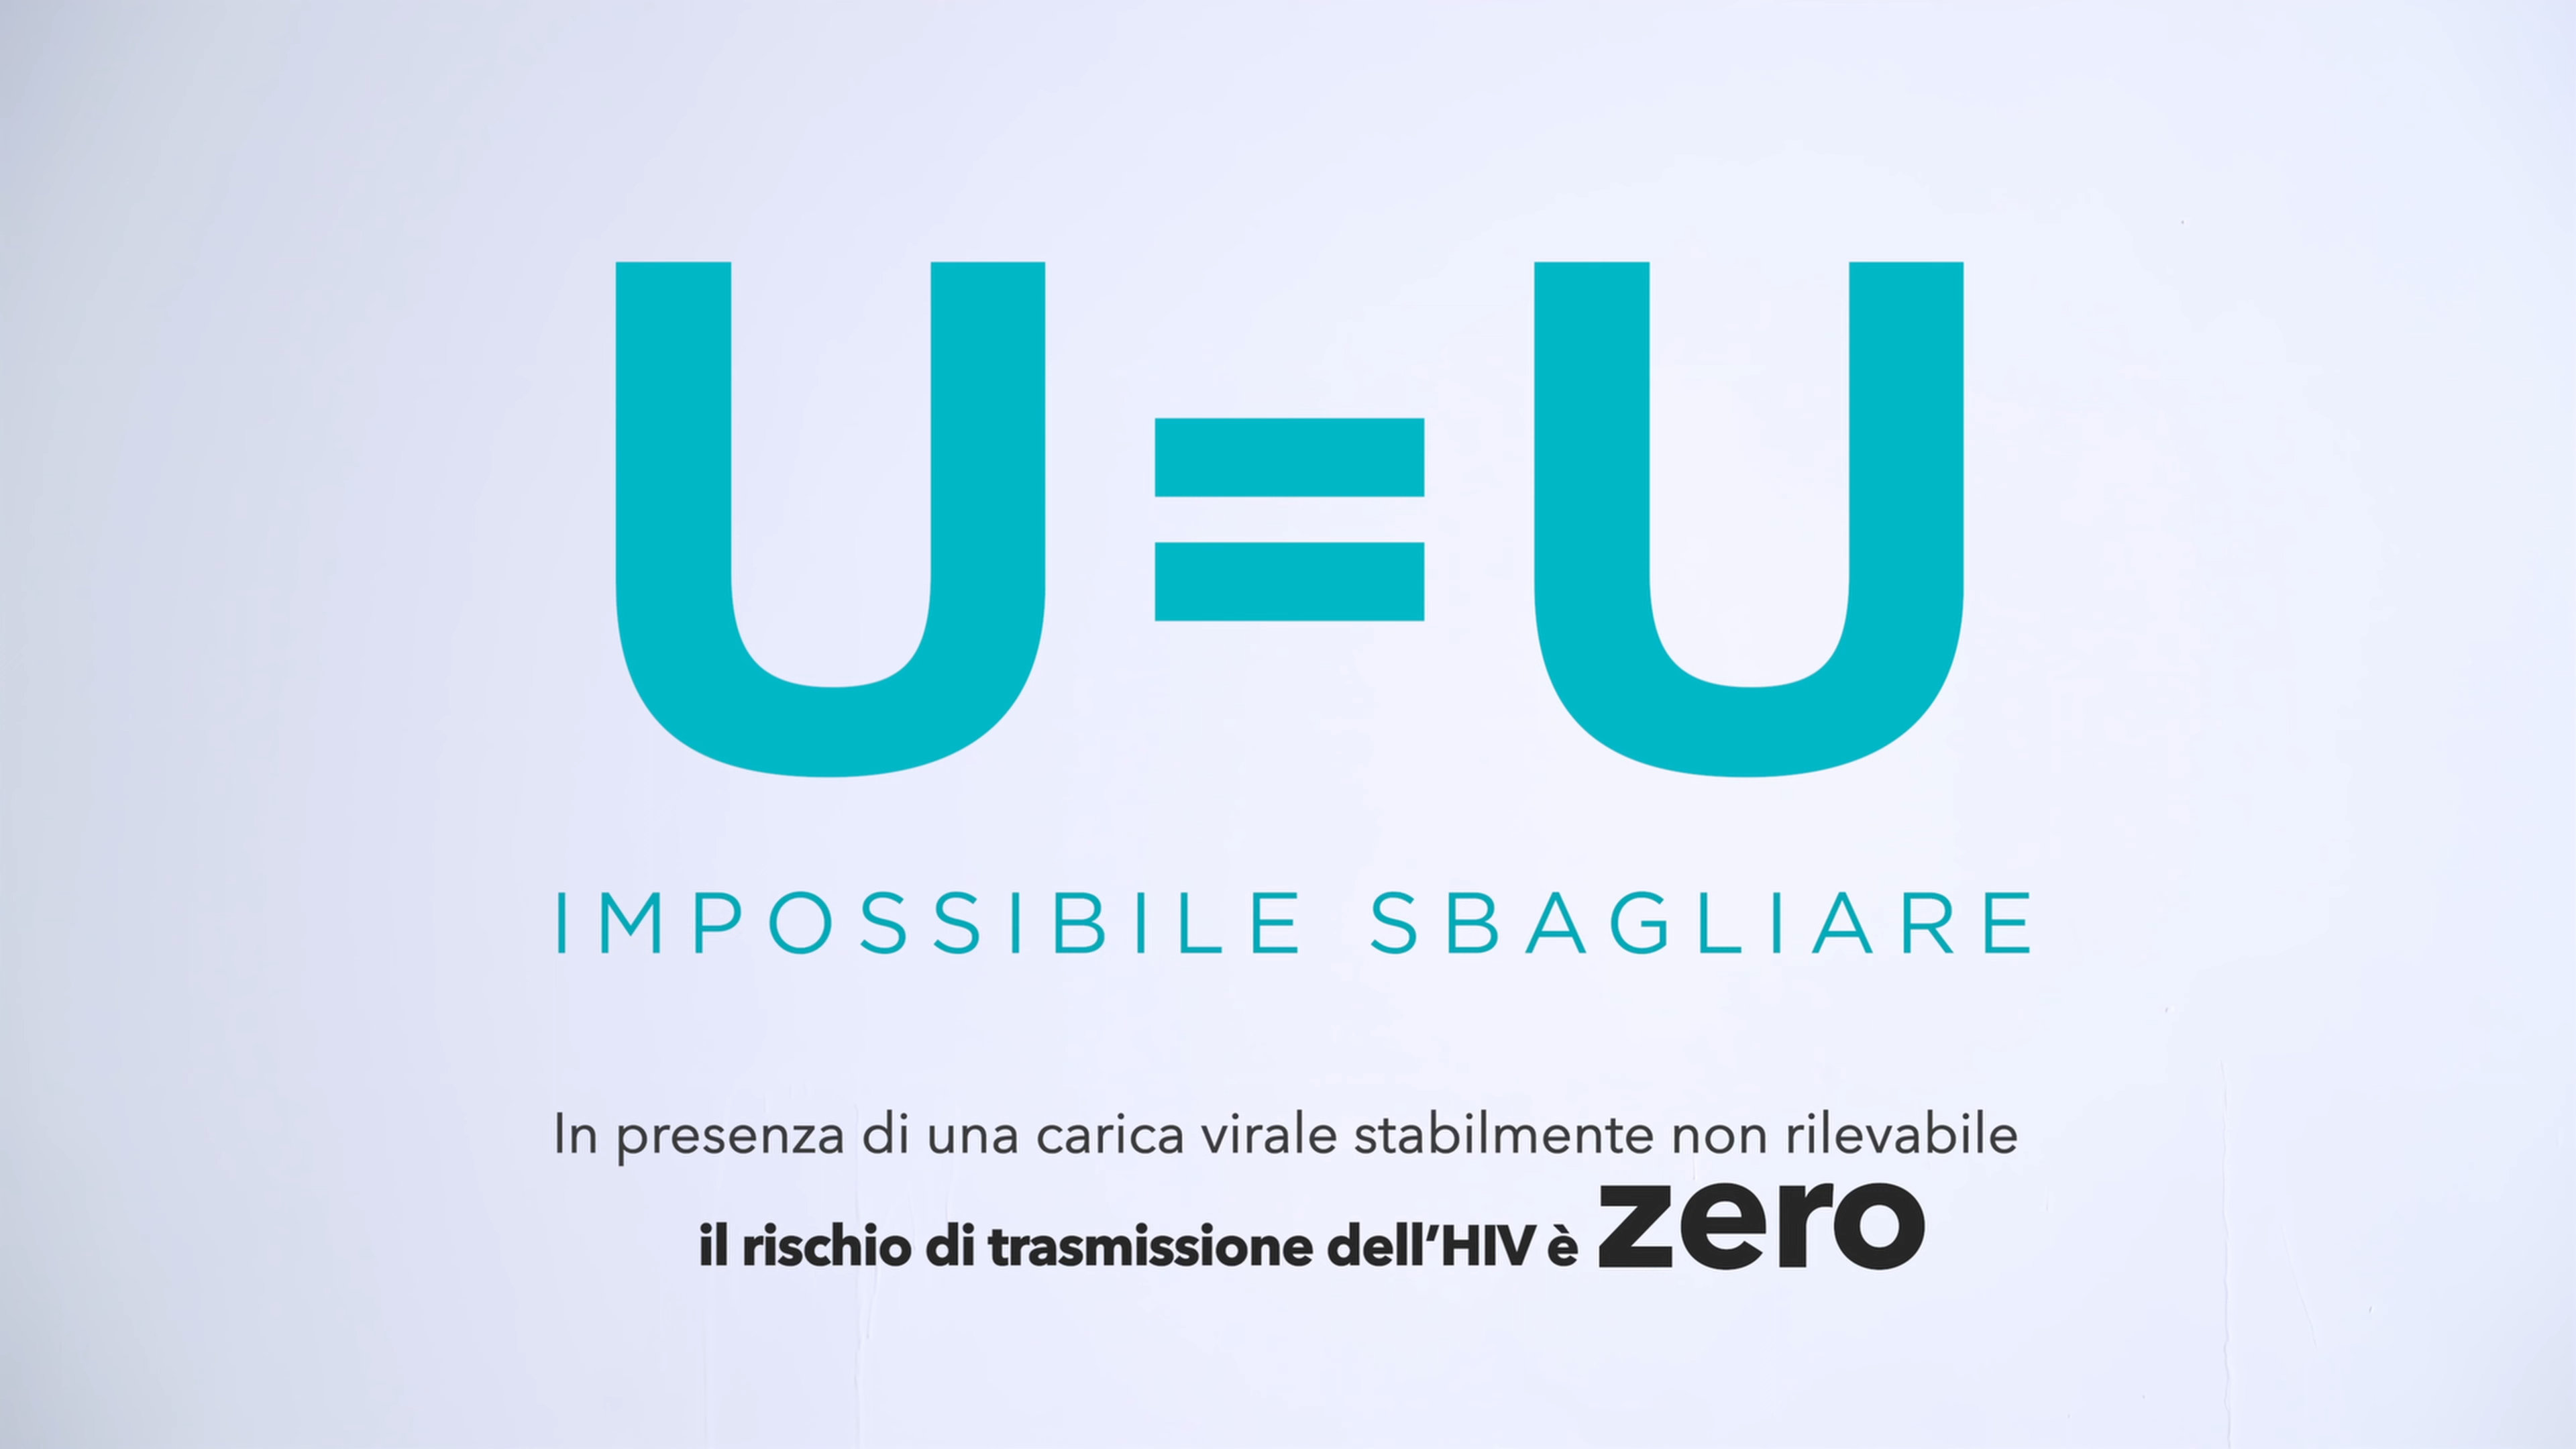 U=U
IMPOSSIBILE SBAGLIARE
In presenza di una carica virale stabilmente non rilevabile
il rischio di trasmissione dell’HIV è zero